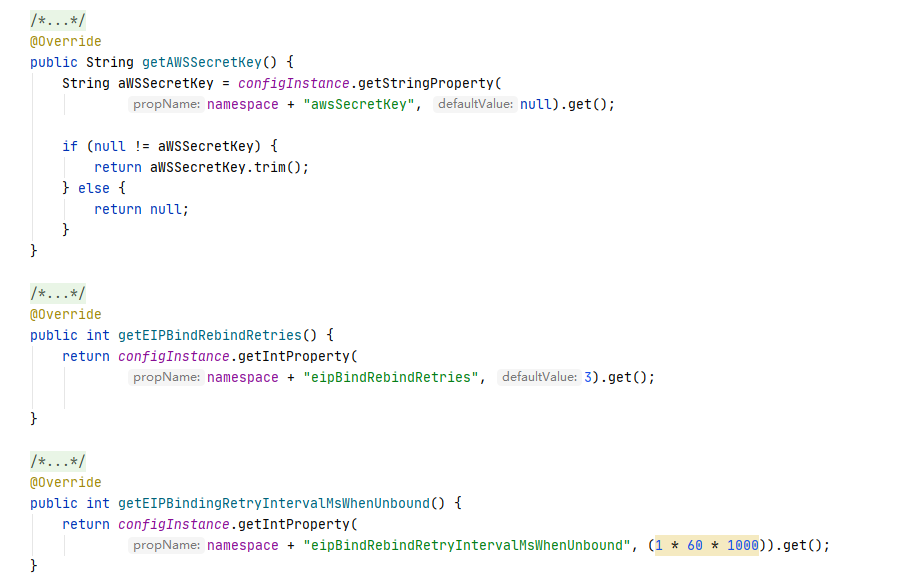 /*...*/
@Override
public String getAWSSecretKey() {
String aWSSecretKey = configInstance.getStringProperty(
propName: namespace + "awsSecretKey", defaultValue: null).get();
if (null != aWSSecretKey) {
return aWSSecretKey.trim();
} else {
return null;
}
}
/*...*/
@Override
public int getEIPBindRebindRetries() {
return configInstance.getIntProperty(
propName: namespace + "eipBindRebindRetries", defaultValue: 3).get();
}
/*...*/
@Override
public int getEIPBindingRetryIntervalMsWhenUnbound() {
return configInstance.getIntProperty(
propName: namespace + "eipBindRebindRetryIntervalMsWhenUnbound", (1 * 60 * 1000)).get();
}